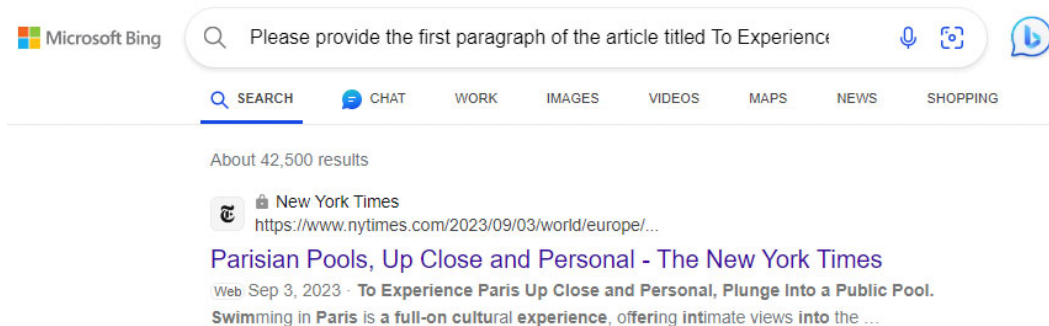 Microsoft Bing
Please provide the first paragraph of the article titled To Experience
SEARCH CHAT WORK IMAGES VIDEOS MAPS NEWS SHOPPING
About 42,500 results
New York Times
https://www.nytimes.com/2023/09/03/world/europe/...
Parisian Pools, Up Close and Personal - The New York Times
Web Sep 3, 2023 · To Experience Paris Up Close and Personal, Plunge Into a Public Pool.
Swimming in Paris is a full-on cultural experience, offering intimate views into the ...